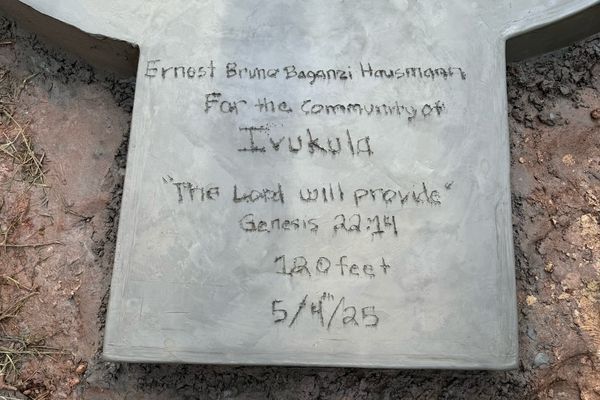 Ernest Bruno Baganzi Hausmann
For the community of
Ivukula
"The Lord will provide"
Genesis 22:14
120 feet
5/4th/25